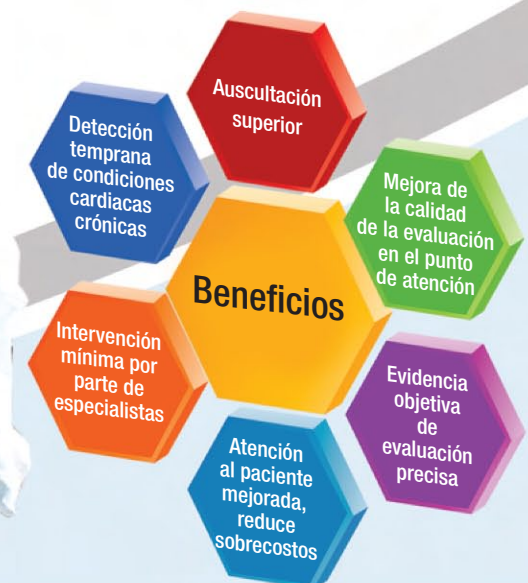 Auscultación
superior
Detección
temprana
de condiciones
cardiacas
crónicas
Mejora de
la calidad
de la evaluación
en el punto
de atención
Beneficios
Intervención
mínima por
parte de
especialistas
Evidencia
objetiva
de
evaluación
precisa
Atención
al paciente
mejorada,
reduce
sobrecostos